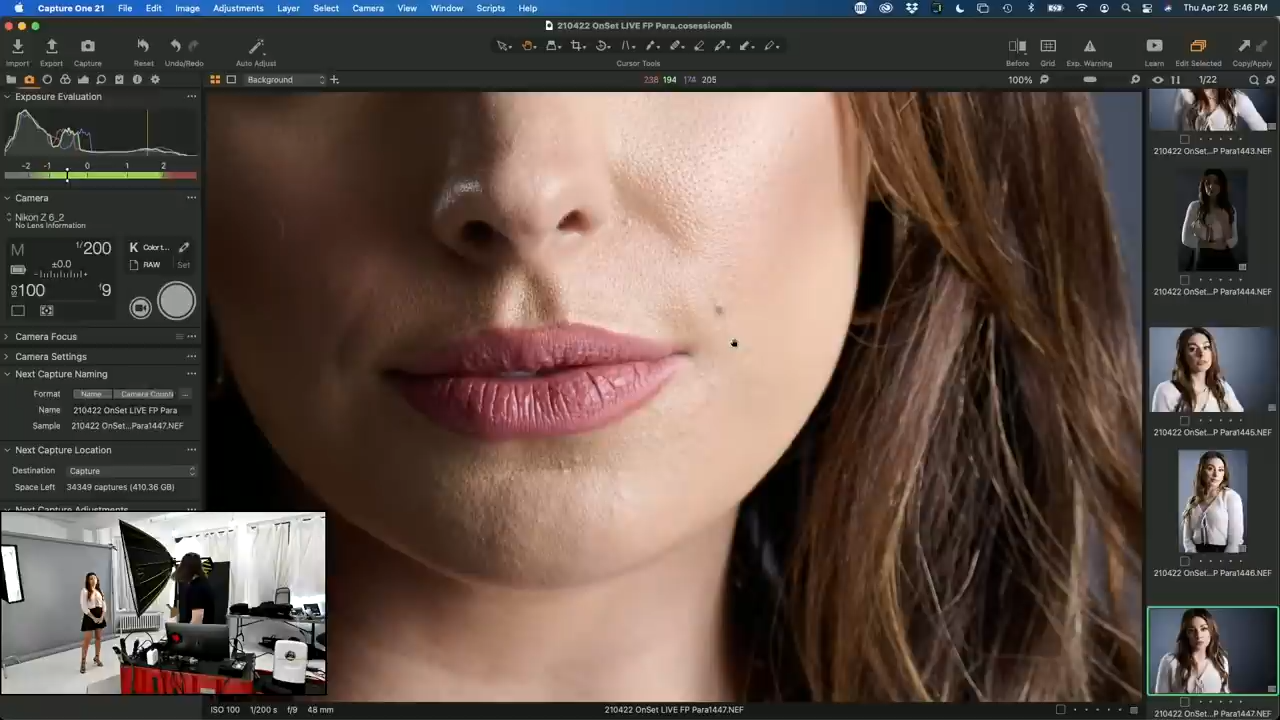 Capture One 21 File Edit Image Adjustments Layer Select Camera View Window Scripts Help Thu Apr 22 5:46 PM
210422 OnSet LIVE FP Para.cosessiondb
Import Export Capture Reset Undo/Redo Auto Adjust Cursor Tools Before Grid Exp. Warning Learn Edit Selected Copy/Apply
Background 238 194 174 205 100% 1/22
Exposure Evaluation
-2 -1 0 1 2
Camera
Nikon Z 6_2
No Lens Information
M 1/200 K Color t...
±0.0 RAW Set
ISO 100 f9
Camera Focus
Camera Settings
Next Capture Naming
Format Name Camera Count
Name 210422 OnSet LIVE FP Para
Sample 210422 OnSet...Para1447.NEF
Next Capture Location
Destination Capture
Space Left 34349 captures (410.36 GB)
Next Capture Adjustments
210422 OnSet...P Para1443.NEF
210422 OnSet...P Para1444.NEF
210422 OnSet...P Para1445.NEF
210422 OnSet...P Para1446.NEF
210422 OnSet...P Para1447.NEF
ISO 100 1/200 s f/9 48 mm 210422 OnSet LIVE FP Para1447.NEF